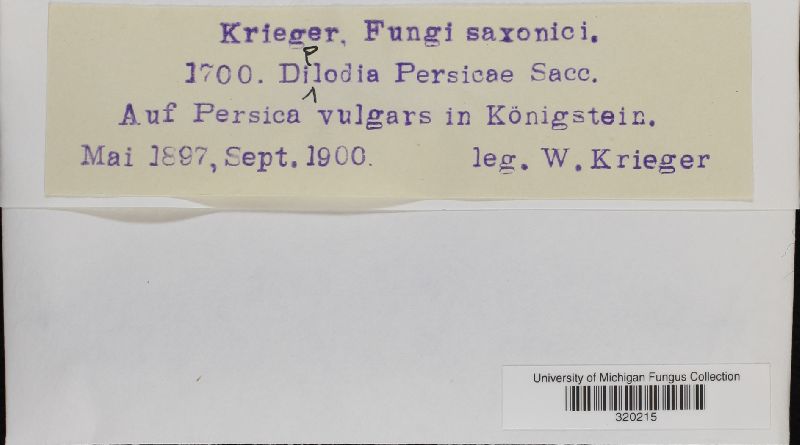 Krieger, Fungi saxonici.
1700. Diplodia Persicae Sacc.
Auf Persica vulgars in Königstein.
Mai 1897, Sept. 1900. leg. W. Krieger
University of Michigan Fungus Collection
320215